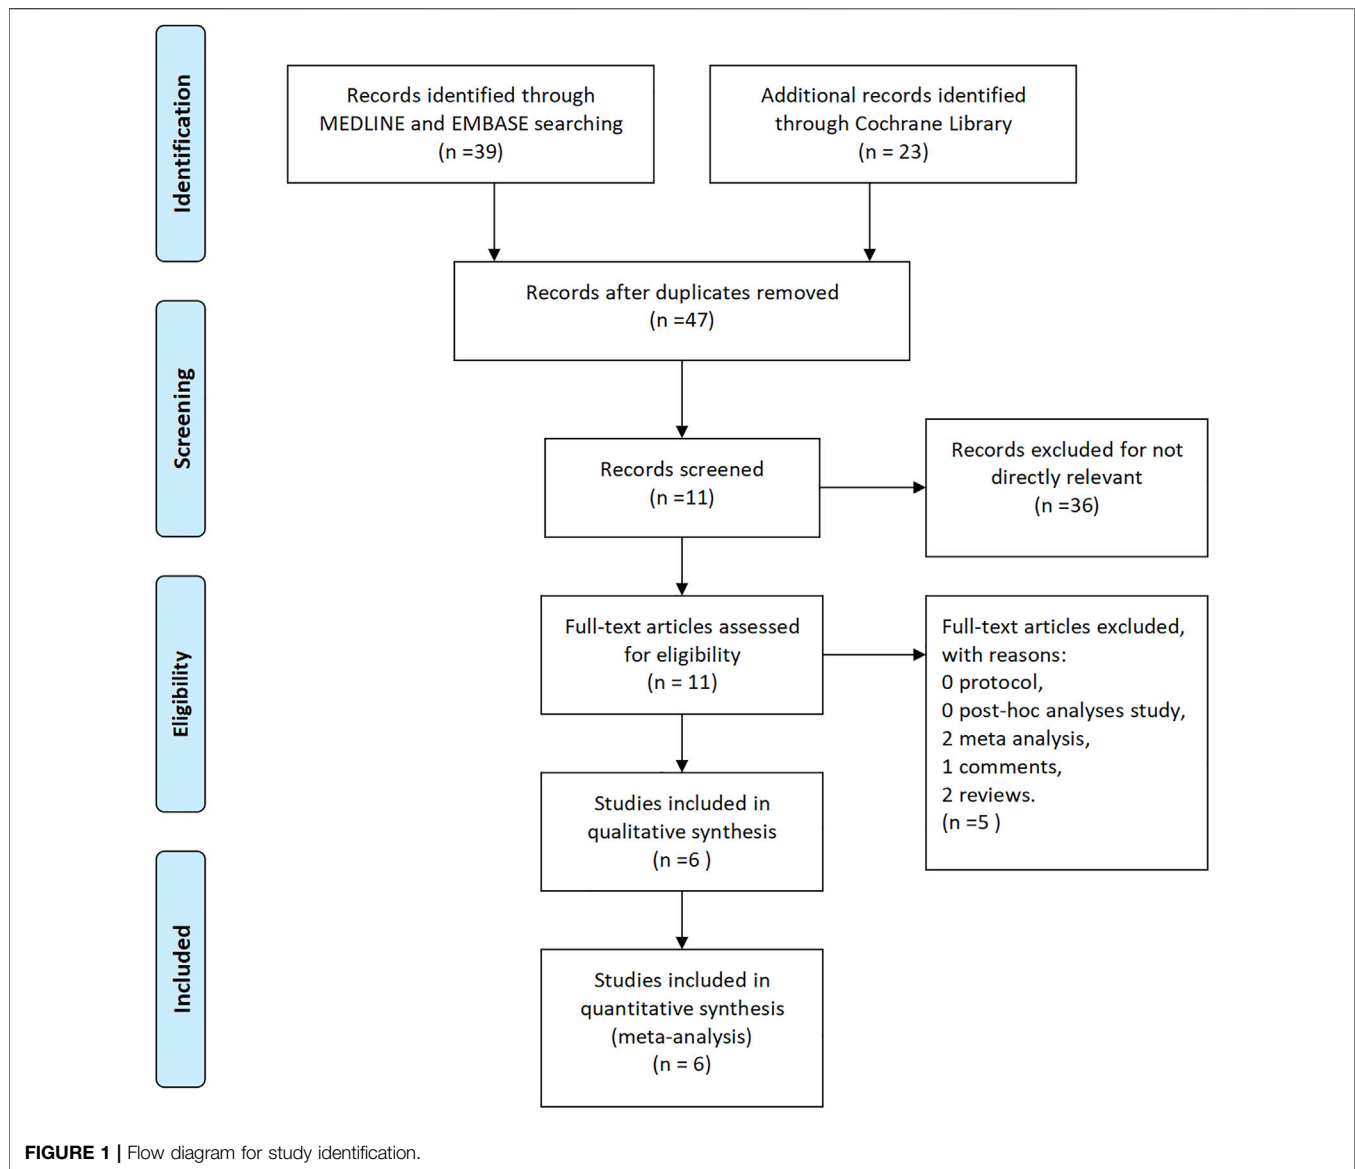 Identification
Records identified through
MEDLINE and EMBASE searching
(n =39)
Additional records identified
through Cochrane Library
(n = 23)
Records after duplicates removed
(n =47)
Screening
Records screened
(n =11)
Records excluded for not
directly relevant
(n =36)
Eligibility
Full-text articles assessed
for eligibility
(n = 11)
Full-text articles excluded,
with reasons:
0 protocol,
0 post-hoc analyses study,
2 meta analysis,
1 comments,
2 reviews.
(n =5 )
Studies included in
qualitative synthesis
(n =6 )
Included
Studies included in
quantitative synthesis
(meta-analysis)
(n = 6)
FIGURE 1 | Flow diagram for study identification.